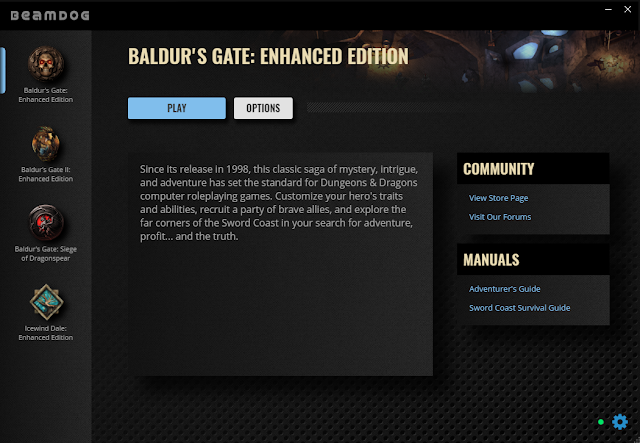 BEAMDOG
Baldur's Gate:
Enhanced Edition
Baldur's Gate II:
Enhanced Edition
Baldur's Gate: Siege
of Dragonspear
Icewind Dale:
Enhanced Edition
BALDUR'S GATE: ENHANCED EDITION
PLAY
OPTIONS
Since its release in 1998, this classic saga of mystery, intrigue,
and adventure has set the standard for Dungeons & Dragons
computer roleplaying games. Customize your hero's traits
and abilities, recruit a party of brave allies, and explore the
far corners of the Sword Coast in your search for adventure,
profit... and the truth.
COMMUNITY
View Store Page
Visit Our Forums
MANUALS
Adventurer's Guide
Sword Coast Survival Guide